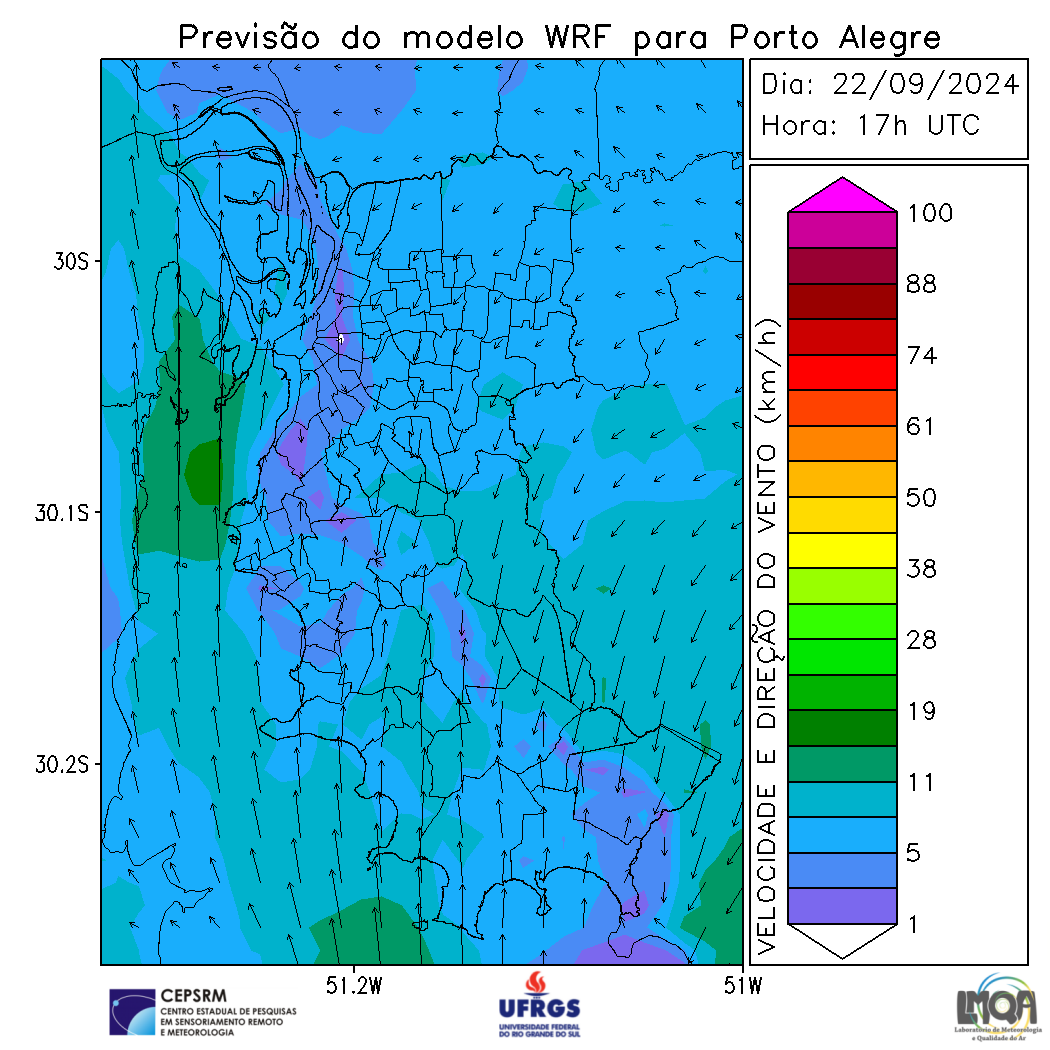 Previsão do modelo WRF para Porto Alegre
Dia: 22/09/2024
Hora: 17h UTC
30S
30.1S
30.2S
51.2W
51W
VELOCIDADE E DIREÇÃO DO VENTO (km/h)
100
88
74
61
50
38
28
19
11
5
1
CEPSRM
CENTRO ESTADUAL DE PESQUISAS
EM SENSORIAMENTO REMOTO
E METEOROLOGIA
UFRGS
UNIVERSIDADE FEDERAL
DO RIO GRANDE DO SUL
LMQA
Laboratório de Meteorologia
e Qualidade do Ar